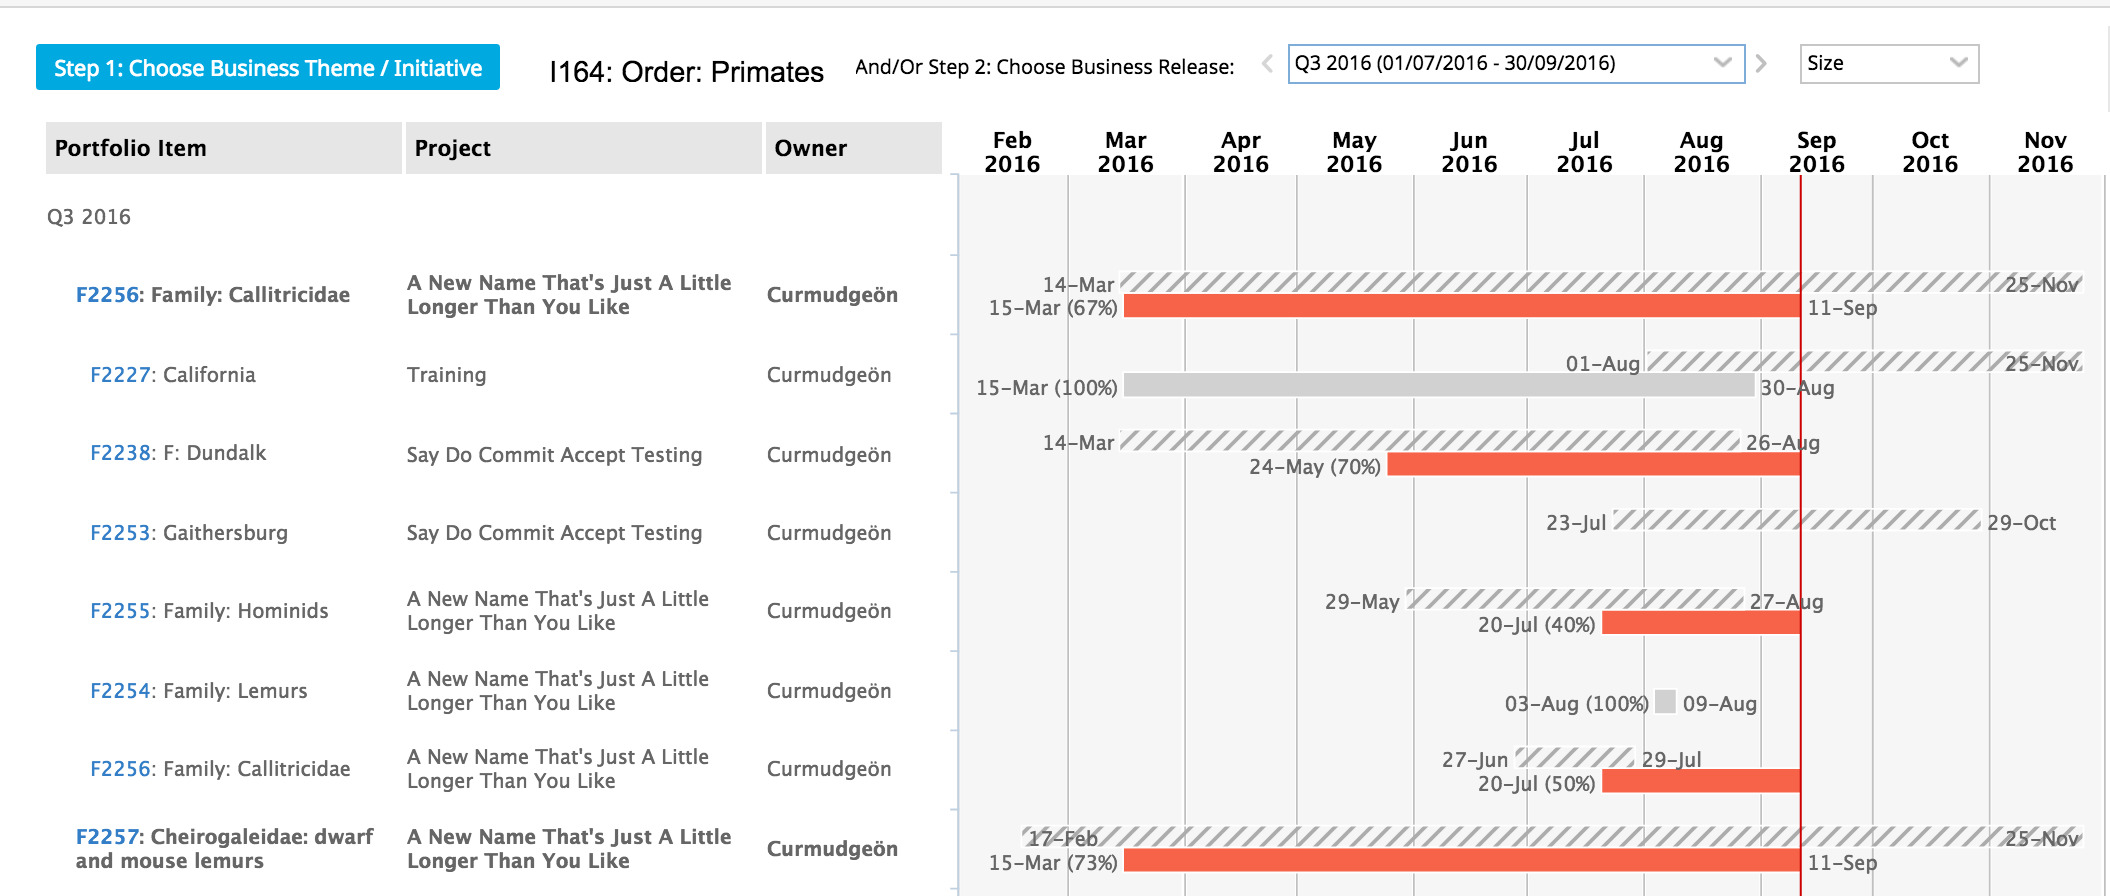 Step 1: Choose Business Theme / Initiative I164: Order: Primates And/Or Step 2: Choose Business Release: Q3 2016 (01/07/2016 - 30/09/2016) Size
Portfolio Item Project Owner
Feb 2016 Mar 2016 Apr 2016 May 2016 Jun 2016 Jul 2016 Aug 2016 Sep 2016 Oct 2016 Nov 2016
Q3 2016
F2256: Family: Callitricidae
A New Name That's Just A Little
Longer Than You Like
Curmudgeön
14-Mar 25-Nov
15-Mar (67%) 11-Sep
F2227: California Training Curmudgeön
01-Aug 25-Nov
15-Mar (100%) 30-Aug
F2238: F: Dundalk Say Do Commit Accept Testing Curmudgeön
14-Mar 26-Aug
24-May (70%)
F2253: Gaithersburg Say Do Commit Accept Testing Curmudgeön
23-Jul 29-Oct
F2255: Family: Hominids
A New Name That's Just A Little
Longer Than You Like
Curmudgeön
29-May 27-Aug
20-Jul (40%)
F2254: Family: Lemurs
A New Name That's Just A Little
Longer Than You Like
Curmudgeön
03-Aug (100%) 09-Aug
F2256: Family: Callitricidae
A New Name That's Just A Little
Longer Than You Like
Curmudgeön
27-Jun 29-Jul
20-Jul (50%)
F2257: Cheirogaleidae: dwarf
and mouse lemurs
A New Name That's Just A Little
Longer Than You Like
Curmudgeön
17-Feb 25-Nov
15-Mar (73%) 11-Sep